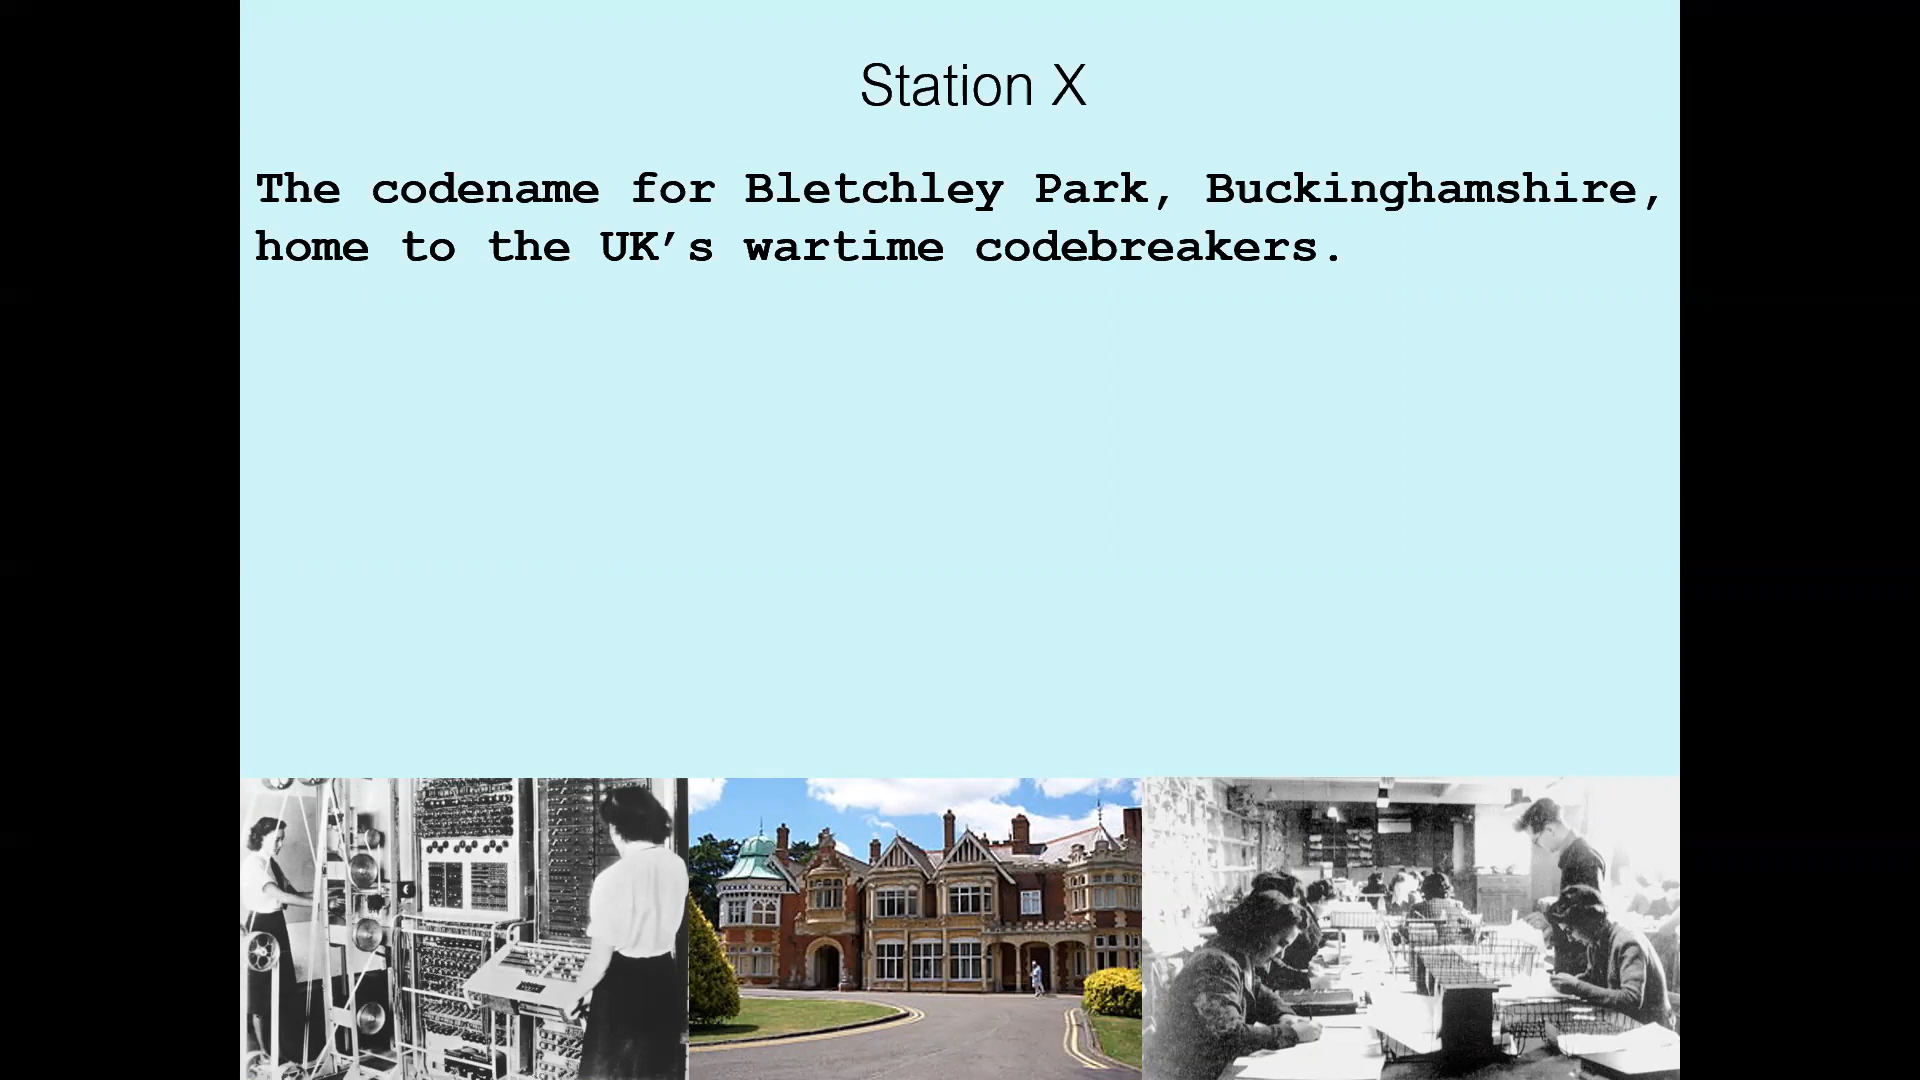 Station X
The codename for Bletchley Park, Buckinghamshire,
home to the UK’s wartime codebreakers.